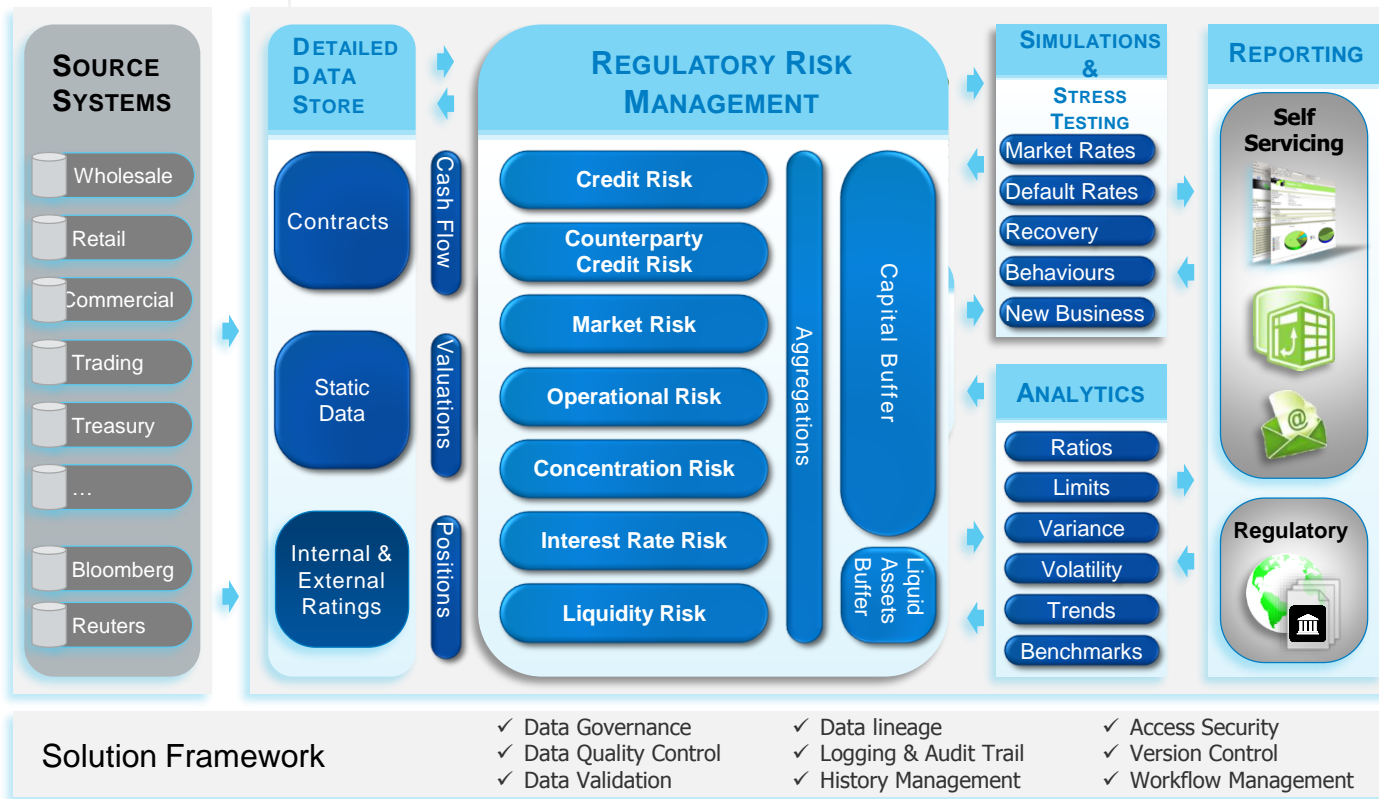 SOURCE
SYSTEMS
Wholesale
Retail
Commercial
Trading
Treasury
...
Bloomberg
Reuters
DETAILED
DATA
STORE
Contracts
Static
Data
Internal &
External
Ratings
Cash Flow
Valuations
Positions
REGULATORY RISK
MANAGEMENT
Credit Risk
Counterparty
Credit Risk
Market Risk
Operational Risk
Concentration Risk
Interest Rate Risk
Liquidity Risk
Aggregations
Capital Buffer
Liquid
Assets
Buffer
SIMULATIONS
&
STRESS
TESTING
Market Rates
Default Rates
Recovery
Behaviours
New Business
ANALYTICS
Ratios
Limits
Variance
Volatility
Trends
Benchmarks
REPORTING
Self
Servicing
@
Regulatory
Solution Framework
✓ Data Governance
✓ Data Quality Control
✓ Data Validation
✓ Data lineage
✓ Logging & Audit Trail
✓ History Management
✓ Access Security
✓ Version Control
✓ Workflow Management